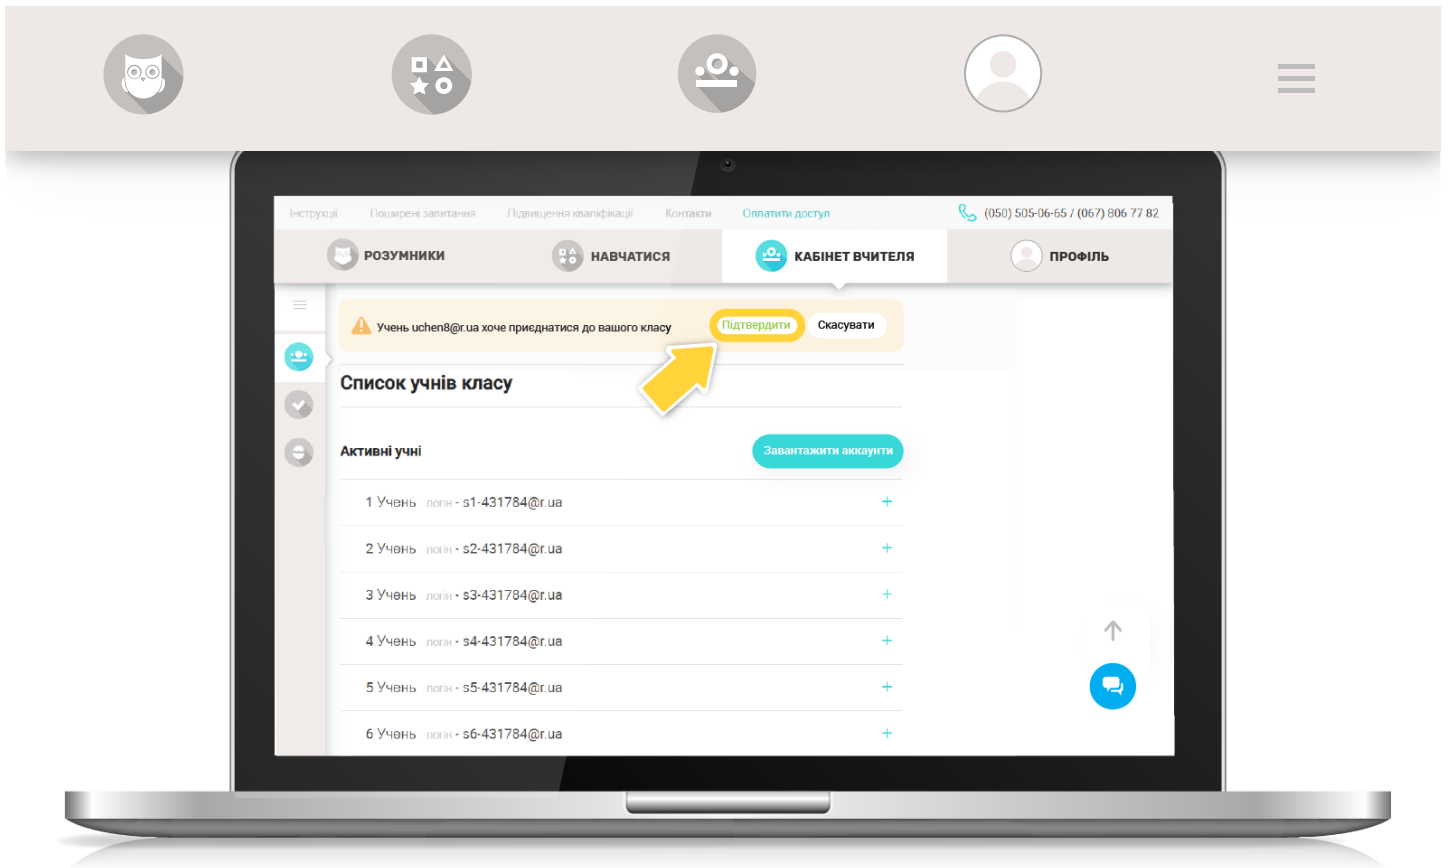 Інструкції Поширені запитання Підвищення кваліфікації Контакти Оплатити доступ (050) 505-06-65 / (067) 806 77 82
РОЗУМНИКИ НАВЧАТИСЯ КАБІНЕТ ВЧИТЕЛЯ ПРОФІЛЬ
Учень uchen8@r.ua хоче приєднатися до вашого класу Підтвердити Скасувати
Список учнів класу
Активні учні Завантажити аккаунти
1 Учень логін - s1-431784@r.ua +
2 Учень логін - s2-431784@r.ua +
3 Учень логін - s3-431784@r.ua +
4 Учень логін - s4-431784@r.ua +
5 Учень логін - s5-431784@r.ua +
6 Учень логін - s6-431784@r.ua +